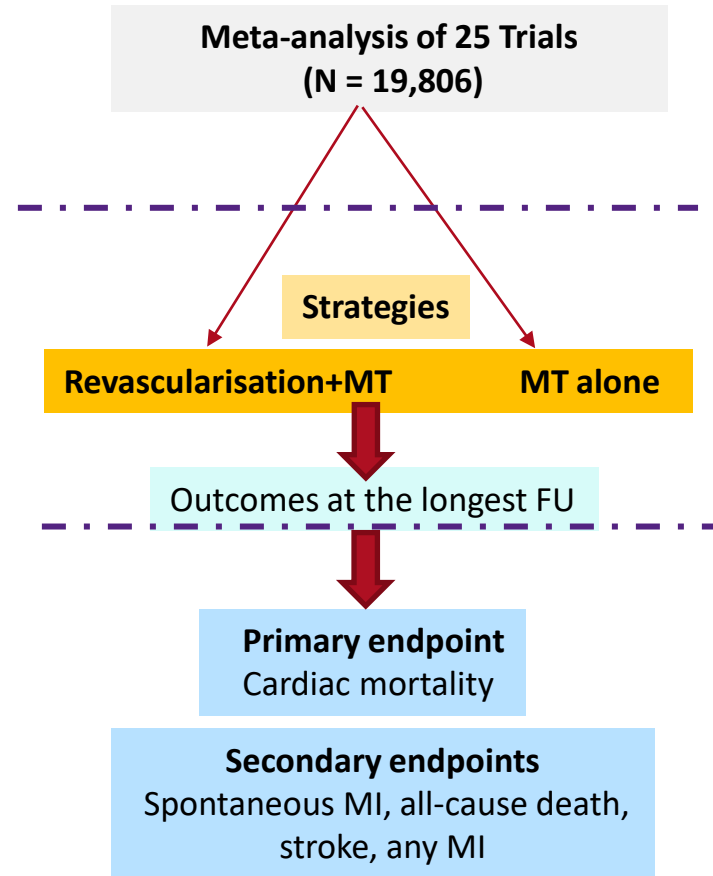 Meta-analysis of 25 Trials
(N = 19,806)
Strategies
Revascularisation+MT MT alone
Outcomes at the longest FU
Primary endpoint
Cardiac mortality
Secondary endpoints
Spontaneous MI, all-cause death,
stroke, any MI